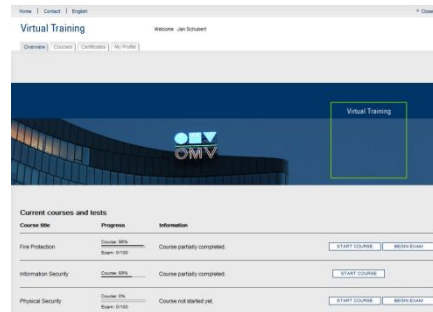 Home | Contact | English
× Close
Virtual Training
Welcome Jan Schubert
Overview | Courses | Certificates | My Profile
Virtual Training
OMV
Current courses and tests
Course title Progress Information
Fire Protection Course: 96% Course partially completed. START COURSE BEGIN EXAM
Exam: 0/100
Information Security Course: 69% Course partially completed. START COURSE
Physical Security Course: 0% Course not started yet. START COURSE BEGIN EXAM
Exam: 0/100